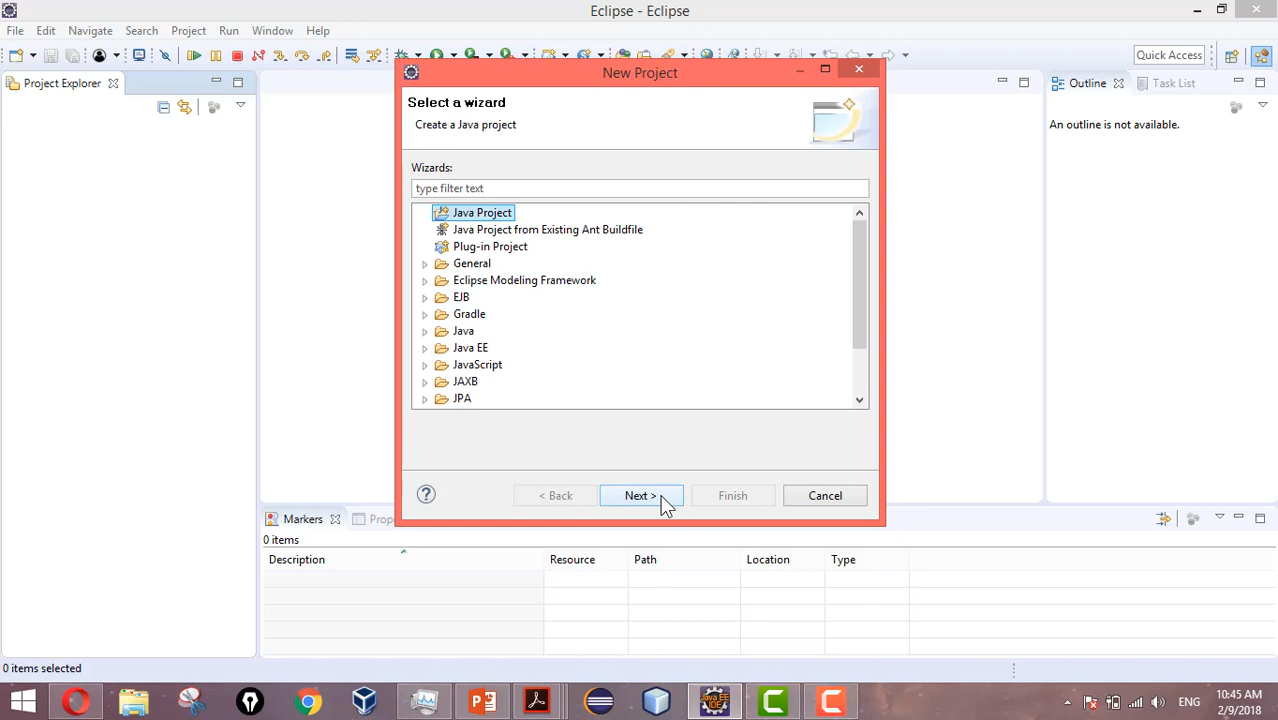 Eclipse - Eclipse
File Edit Navigate Search Project Run Window Help
Quick Access
Project Explorer
New Project
Outline
Task List
Select a wizard
Create a Java project
An outline is not available.
Wizards:
type filter text
Java Project
Java Project from Existing Ant Buildfile
Plug-in Project
General
Eclipse Modeling Framework
EJB
Gradle
Java
Java EE
JavaScript
JAXB
JPA
? < Back Next > Finish Cancel
Markers
Prop
0 items
Description Resource Path Location Type
0 items selected
Java EE
IDE
ENG
10:45 AM
2/9/2018